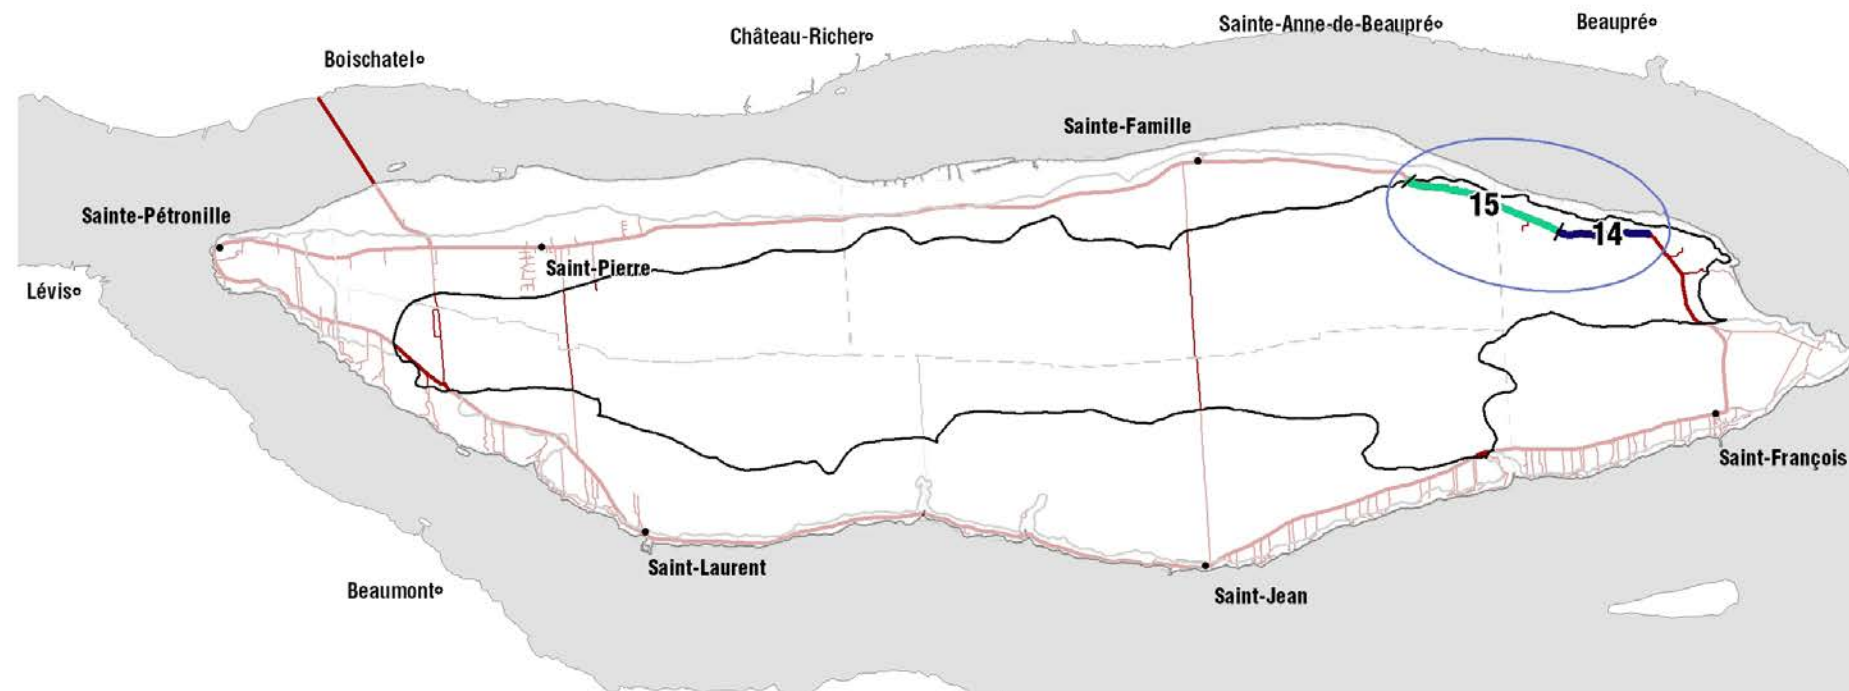 Sainte-Anne-de-Beaupré
Beaupré
Château-Richer
Boischatel
Sainte-Famille
15
Sainte-Pétronille
14
Saint-Pierre
Lévis
Saint-François
Saint-Laurent
Beaumont
Saint-Jean